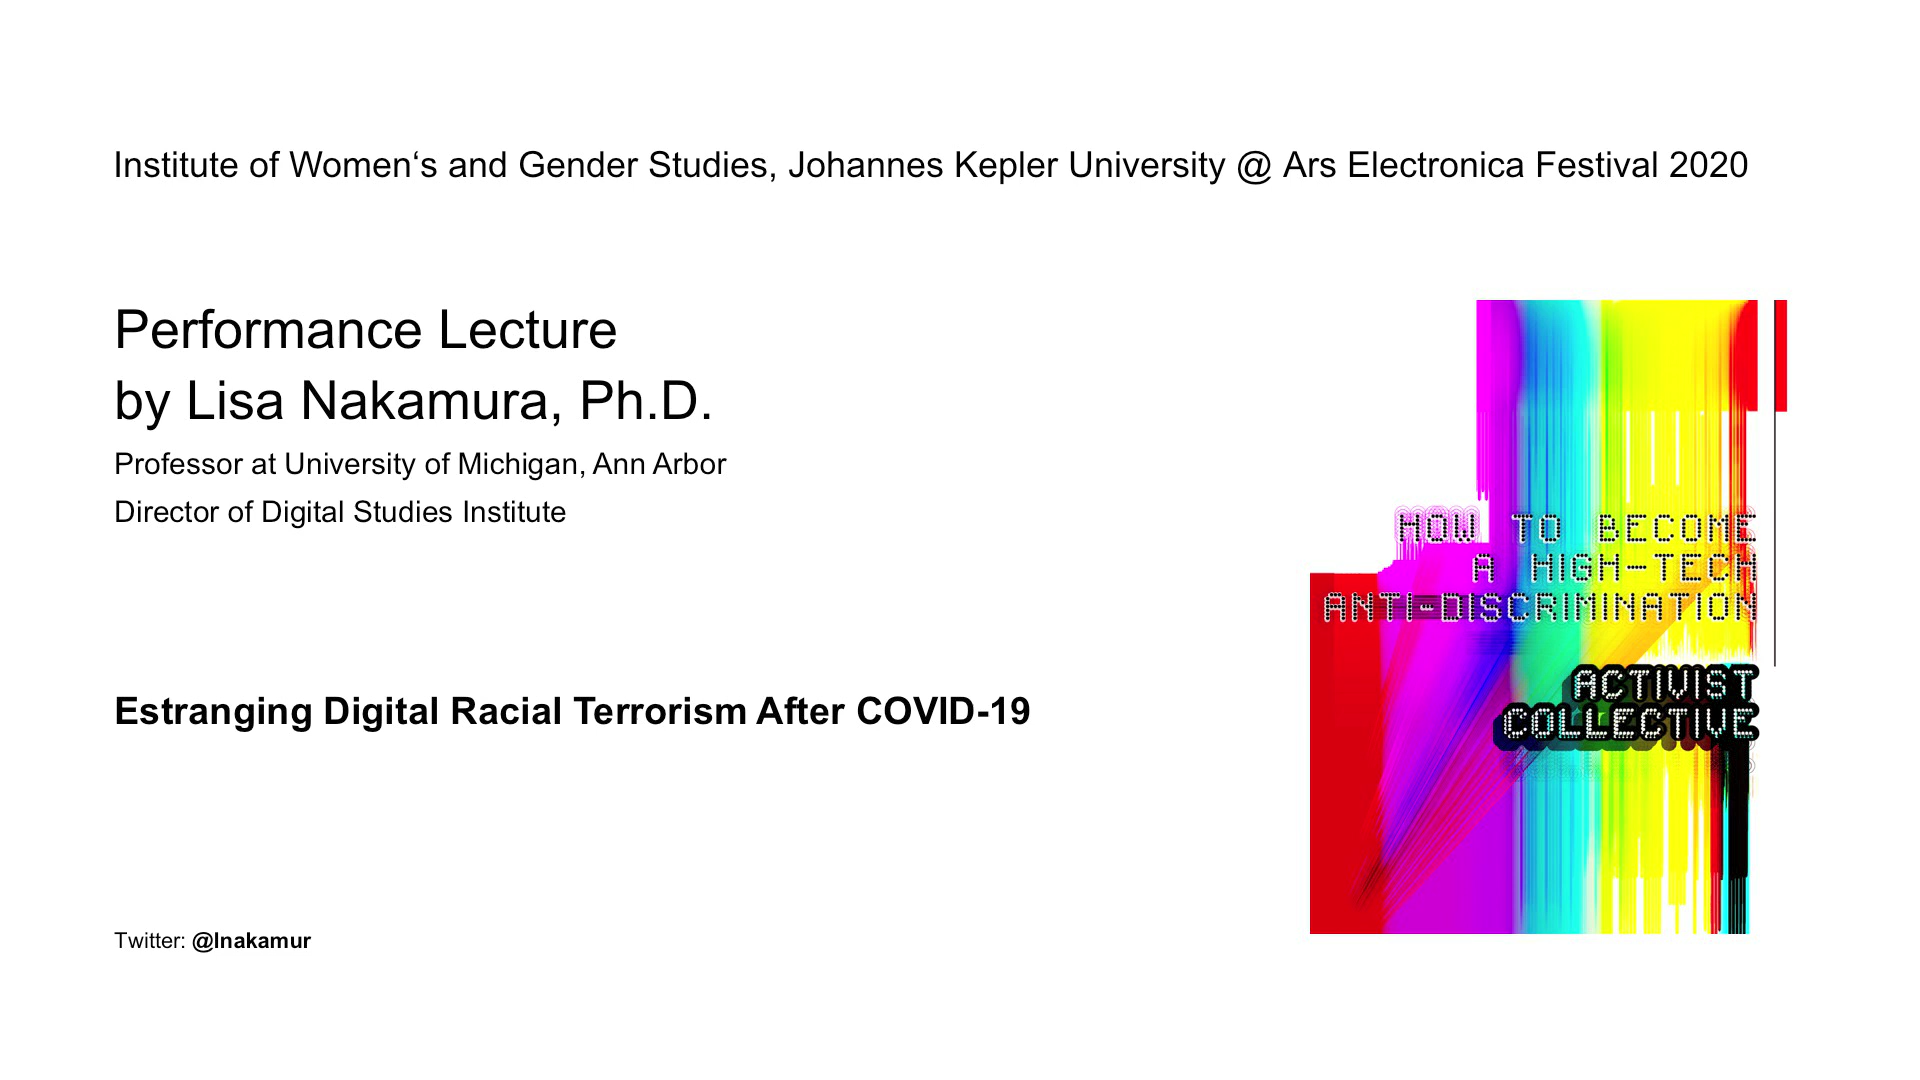 Institute of Women‘s and Gender Studies, Johannes Kepler University @ Ars Electronica Festival 2020
Performance Lecture
by Lisa Nakamura, Ph.D.
Professor at University of Michigan, Ann Arbor
Director of Digital Studies Institute
Estranging Digital Racial Terrorism After COVID-19
Twitter: @lnakamur
HOW TO BECOME
A HIGH-TECH
ANTI-DISCRIMINATION
ACTIVIST
COLLECTIVE